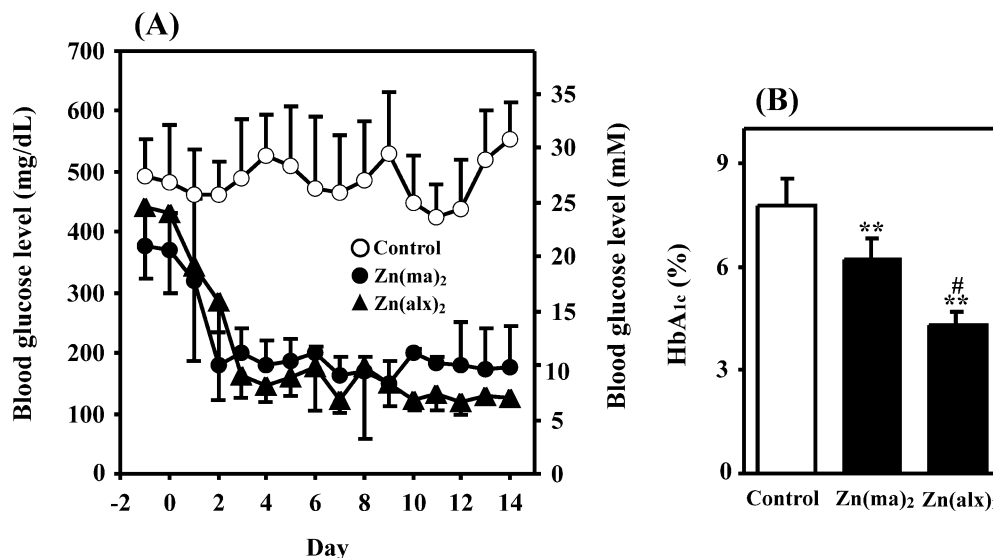 (A)
Blood glucose level (mg/dL)
700
600
500
400
300
200
100
0
-2
0
2
4
6
8
10
12
14
Day
Control
Zn(ma)₂
Zn(alx)₂
35
30
25
20
15
10
5
0
Blood glucose level (mM)
(B)
HbA₁c (%)
9
6
3
0
**
#
**
Control
Zn(ma)₂
Zn(alx)